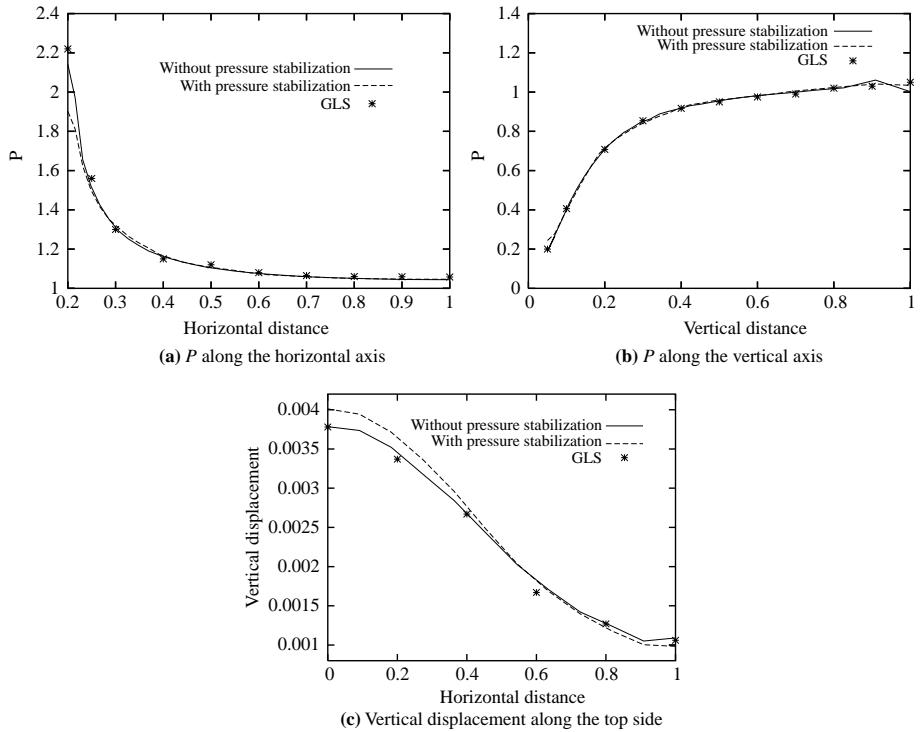 2.4
2.2
2
1.8
1.6
1.4
1.2
1
P
Without pressure stabilization
With pressure stabilization
GLS
0.2 0.3 0.4 0.5 0.6 0.7 0.8 0.9 1
Horizontal distance
(a) P along the horizontal axis
1.4
1.2
1
0.8
0.6
0.4
0.2
0
P
Without pressure stabilization
With pressure stabilization
GLS
0 0.2 0.4 0.6 0.8 1
Vertical distance
(b) P along the vertical axis
0.004
0.0035
0.003
0.0025
0.002
0.0015
0.001
Vertical displacement
Without pressure stabilization
With pressure stabilization
GLS
0 0.2 0.4 0.6 0.8 1
Horizontal distance
(c) Vertical displacement along the top side